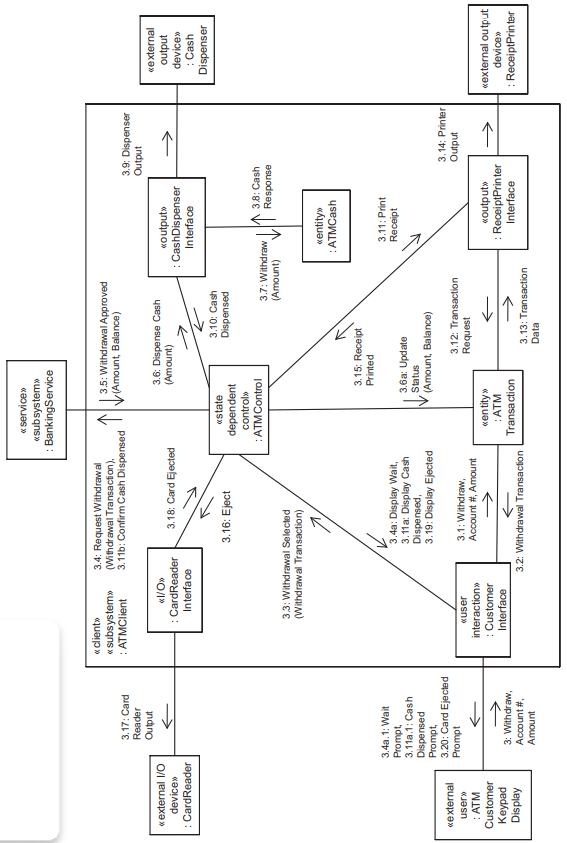 «external
output
device»
: Cash
Dispenser
«external output
device»
: ReceiptPrinter
3.9: Dispenser
Output
3.14: Printer
Output
«output»
: CashDispenser
Interface
3.8: Cash
Response
3.7: Withdraw
(Amount)
«entity»
: ATMCash
3.11: Print
Receipt
«output»
: ReceiptPrinter
Interface
«service»
«subsystem»
: BankingService
3.5: Withdrawal Approved
(Amount, Balance)
3.6: Dispense Cash
(Amount)
3.10: Cash
Dispensed
3.15: Receipt
Printed
3.12: Transaction
Request
3.13: Transaction
Data
3.4: Request Withdrawal
(Withdrawal Transaction),
3.11b: Confirm Cash Dispensed
«state
dependent
control»
: ATMControl
3.6a: Update
Status
(Amount, Balance)
«entity»
: ATM
Transaction
«client»
«subsystem»
: ATMClient
3.18: Card Ejected
3.16: Eject
3.3: Withdrawal Selected
(Withdrawal Transaction)
3.4a: Display Wait,
3.11a: Display Cash
Dispensed,
3.19: Display Ejected
3.1: Withdraw,
Account #, Amount
3.2: Withdrawal Transaction
«I/O»
: CardReader
Interface
«user
interaction»
: Customer
Interface
3.17: Card
Reader
Output
3.4a.1: Wait
Prompt,
3.11a.1: Cash
Dispensed
Prompt,
3.20: Card Ejected
Prompt
3: Withdraw,
Account #,
Amount
« external I/O
device»
: CardReader
«external
user»
: ATM
Customer
Keypad
Display